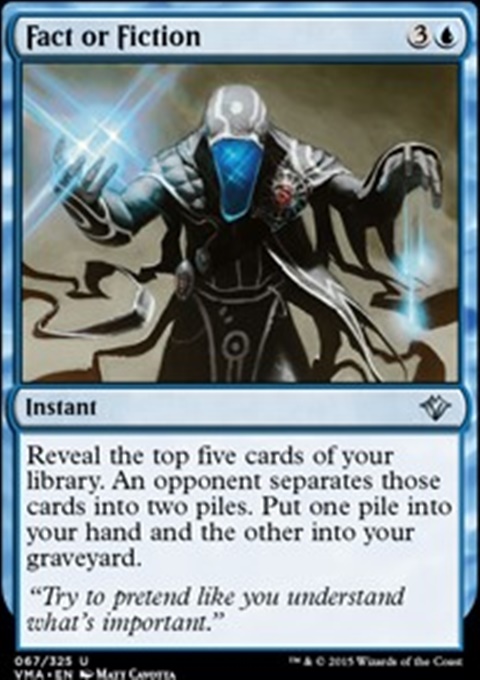 Fact or Fiction 3
Instant
Reveal the top five cards of your
library. An opponent separates those
cards into two piles. Put one pile into
your hand and the other into your
graveyard.
"Try to pretend like you understand
what's important."
067/325 U
VMA • EN Matt Cavotta
™ & © 2015 Wizards of the Coast